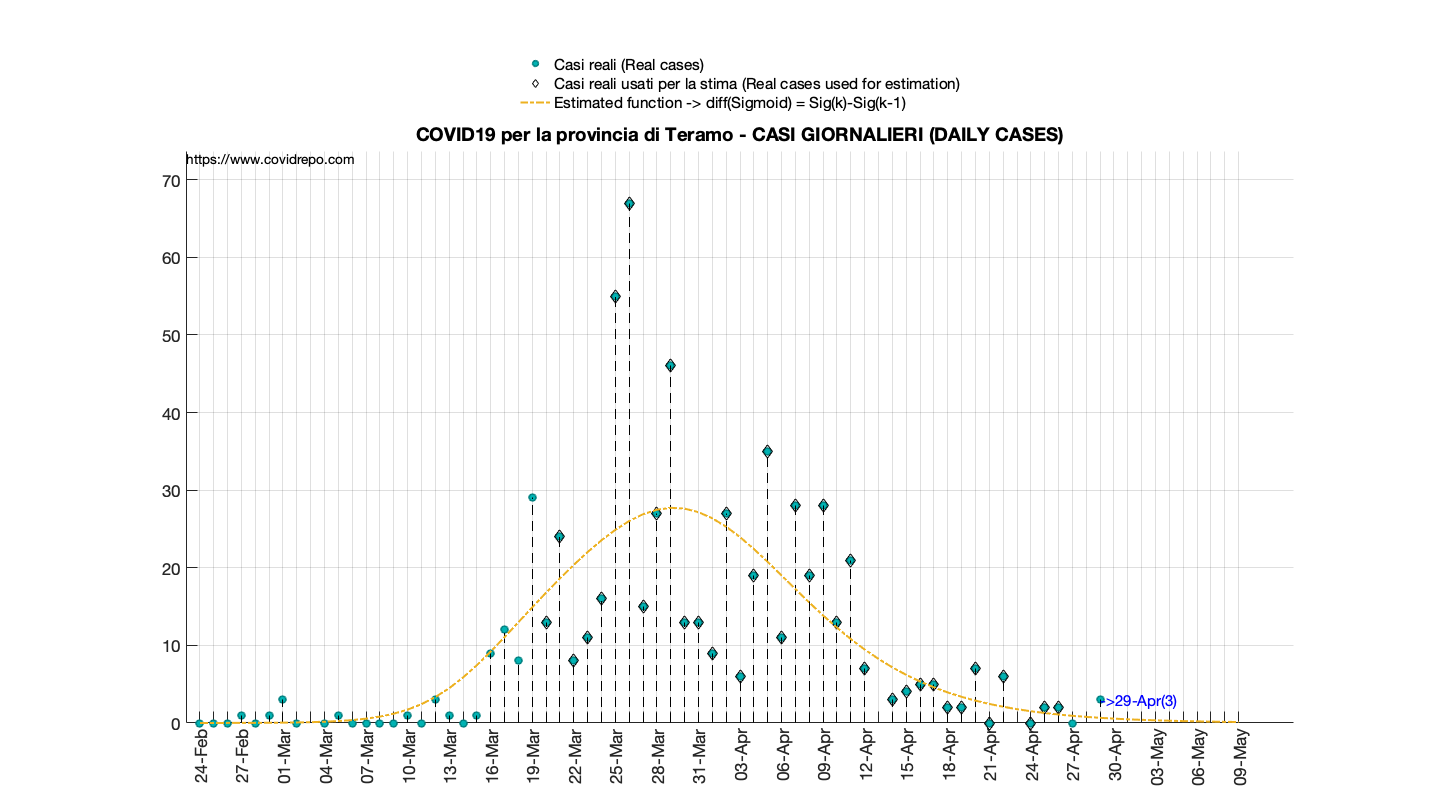 Casi reali (Real cases)
Casi reali usati per la stima (Real cases used for estimation)
Estimated function -> diff(Sigmoid) = Sig(k)-Sig(k-1)
COVID19 per la provincia di Teramo - CASI GIORNALIERI (DAILY CASES)
https://www.covidrepo.com
70
60
50
40
30
20
10
0
>29-Apr(3)
24-Feb
27-Feb
01-Mar
04-Mar
07-Mar
10-Mar
13-Mar
16-Mar
19-Mar
22-Mar
25-Mar
28-Mar
31-Mar
03-Apr
06-Apr
09-Apr
12-Apr
15-Apr
18-Apr
21-Apr
24-Apr
27-Apr
30-Apr
03-May
06-May
09-May